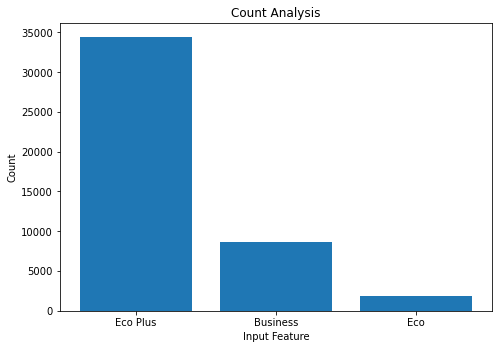 Count Analysis
35000
30000
25000
20000
15000
10000
5000
0
Count
Eco Plus
Business
Eco
Input Feature